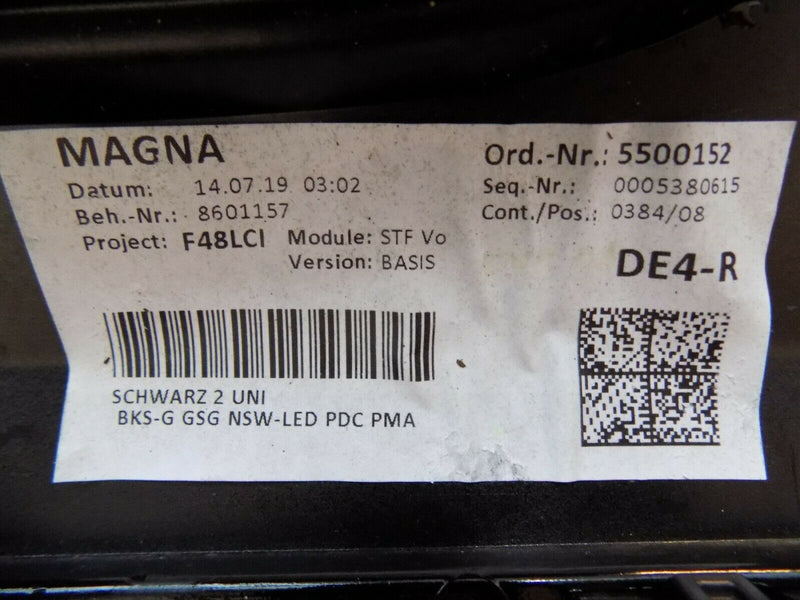 MAGNA
Datum: 14.07.19 03:02
Beh.-Nr.: 8601157
Project: F48LCI Module: STF Vo
Version: BASIS
Ord.-Nr.: 5500152
Seq.-Nr.: 0005380615
Cont./Pos.: 0384/08
DE4-R
SCHWARZ 2 UNI
BKS-G GSG NSW-LED PDC PMA